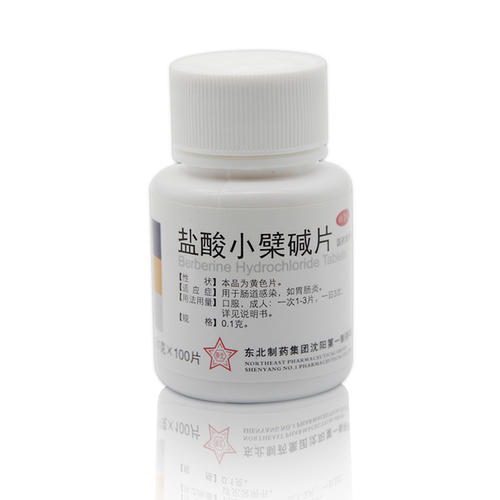 盐酸小檗碱片
Berberine Hydrochloride Tablets
【性 状】本品为黄色片。
【适 应 症】用于肠道感染，如胃肠炎。
【用法用量】口服，成人：一次1-3片，一日3次。
详见说明书。
【规 格】0.1克。
克×100片
东北制药集团沈阳第一
NORTHEAST PHARMACEUTICAL
SHENYANG NO.1 PHARMACEUTICAL